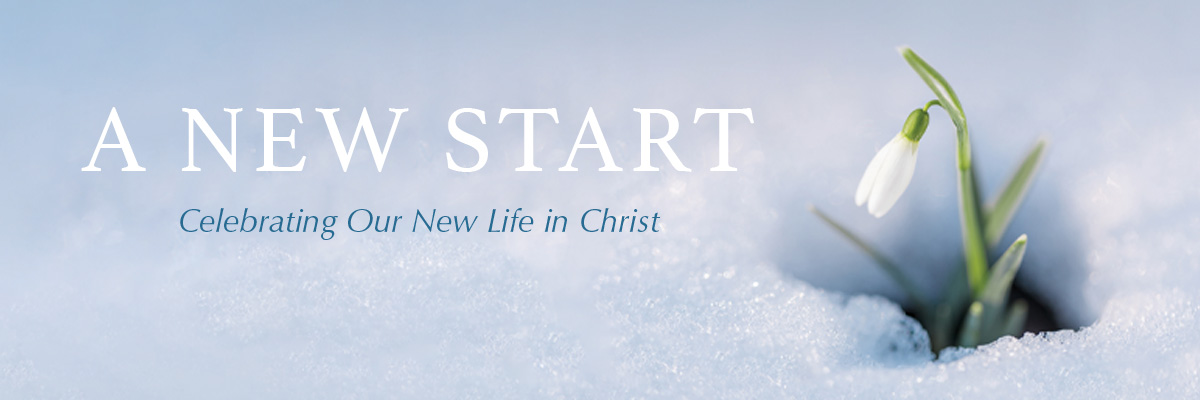 A NEW START
Celebrating Our New Life in Christ